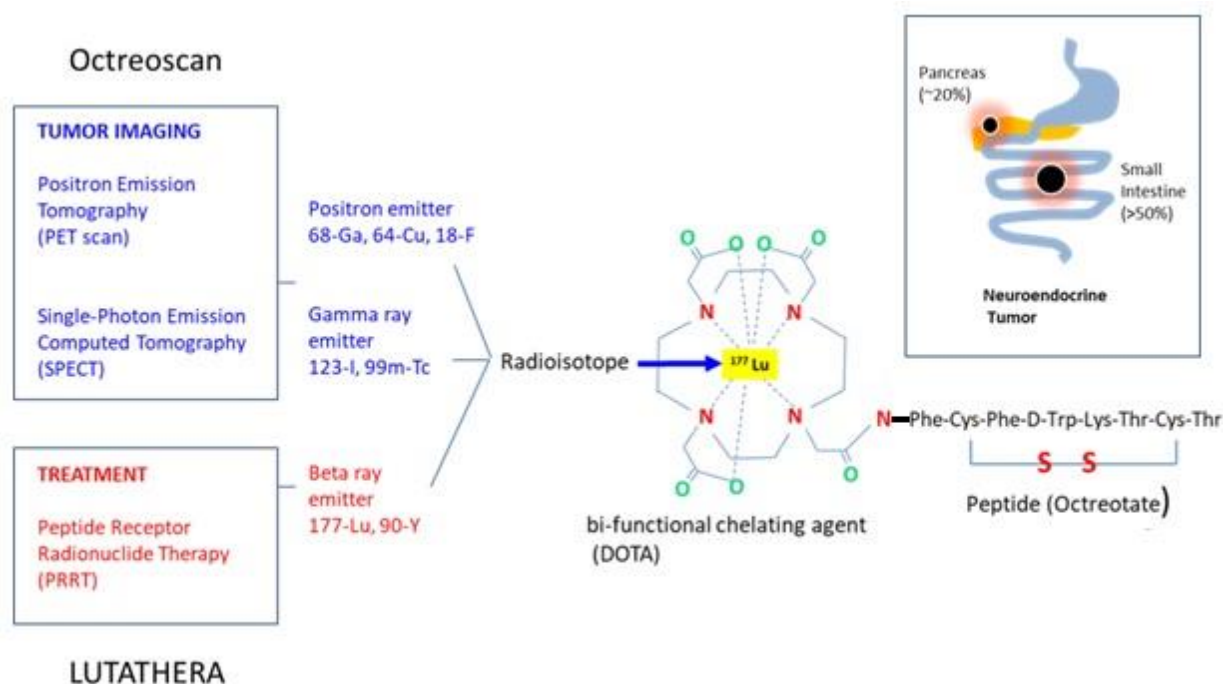 Octreoscan
TUMOR IMAGING
Positron Emission
Tomography
(PET scan)
Single-Photon Emission
Computed Tomography
(SPECT)
Positron emitter
68-Ga, 64-Cu, 18-F
Gamma ray
emitter
123-I, 99m-Tc
TREATMENT
Peptide Receptor
Radionuclide Therapy
(PRRT)
Beta ray
emitter
177-Lu, 90-Y
LUTATHERA
Radioisotope
O O O O
N N
177 Lu
N N
O O O
N-Phe-Cys-Phe-D-Trp-Lys-Thr-Cys-Thr
S S
Peptide (Octreotate)
bi-functional chelating agent
(DOTA)
Pancreas
(~20%)
Small
Intestine
(>50%)
Neuroendocrine
Tumor